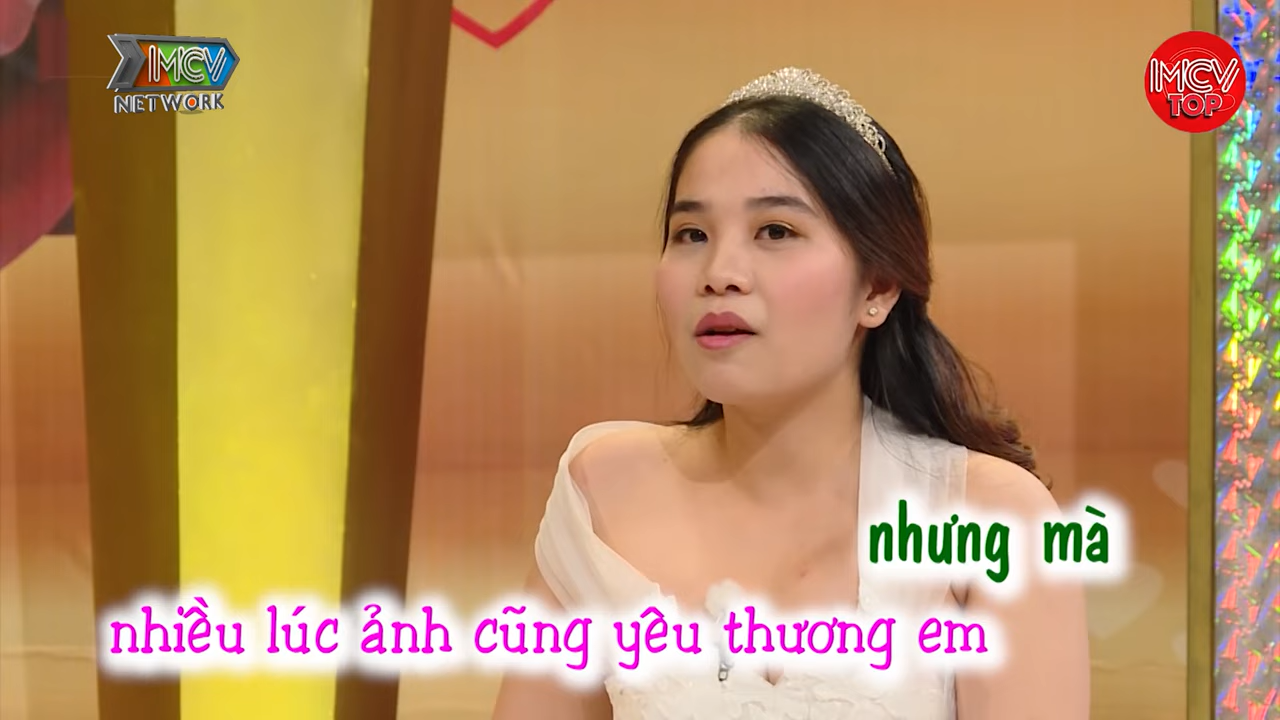 MCV
NETWORK
MCV
TOP
nhưng mà
nhiều lúc ảnh cũng yêu thương em